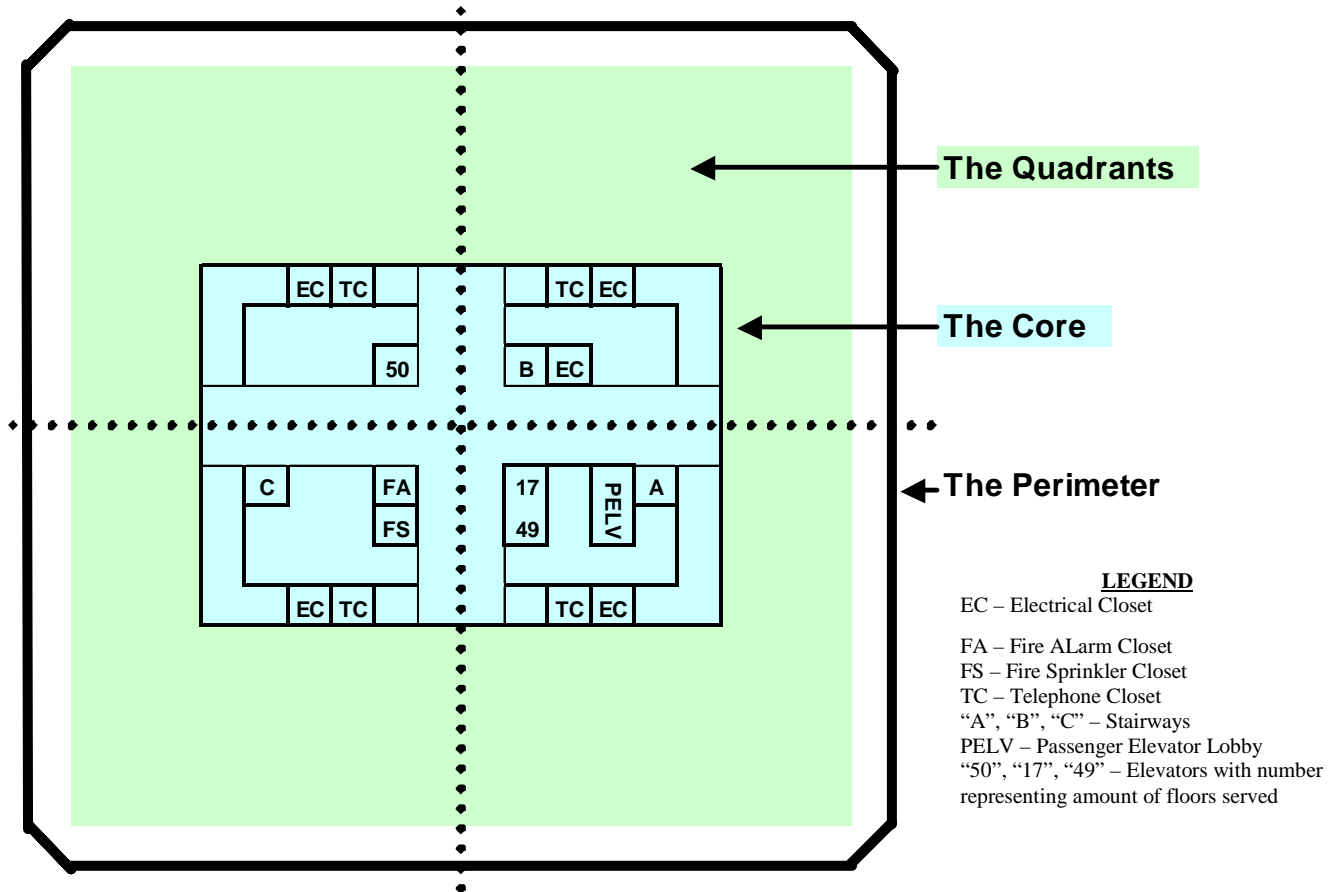 The Quadrants
EC TC TC EC
The Core
50 B EC
C FA 17 PELV A
The Perimeter
FS 49
EC TC TC EC
LEGEND
EC – Electrical Closet
FA – Fire ALarm Closet
FS – Fire Sprinkler Closet
TC – Telephone Closet
“A”, “B”, “C” – Stairways
PELV – Passenger Elevator Lobby
“50”, “17”, “49” – Elevators with number
representing amount of floors served